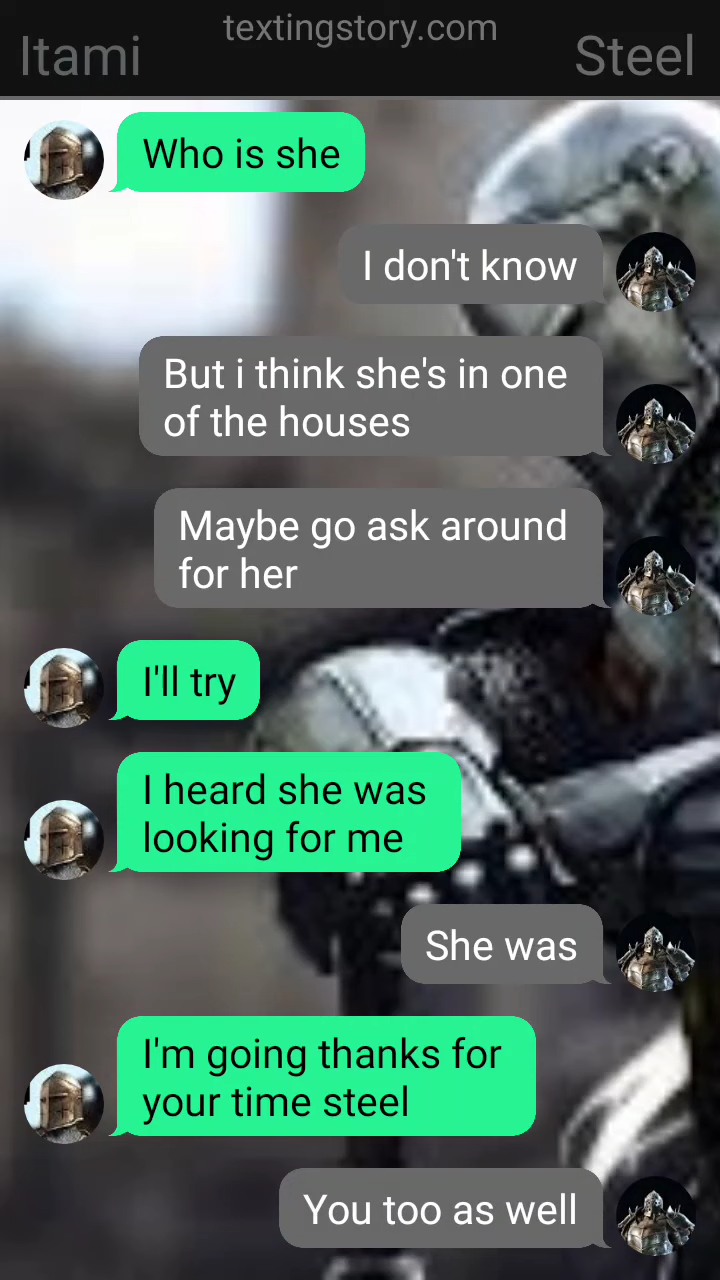 textingstory.com
Itami
Steel
Who is she
I don't know
But i think she's in one
of the houses
Maybe go ask around
for her
I'll try
I heard she was
looking for me
She was
I'm going thanks for
your time steel
You too as well